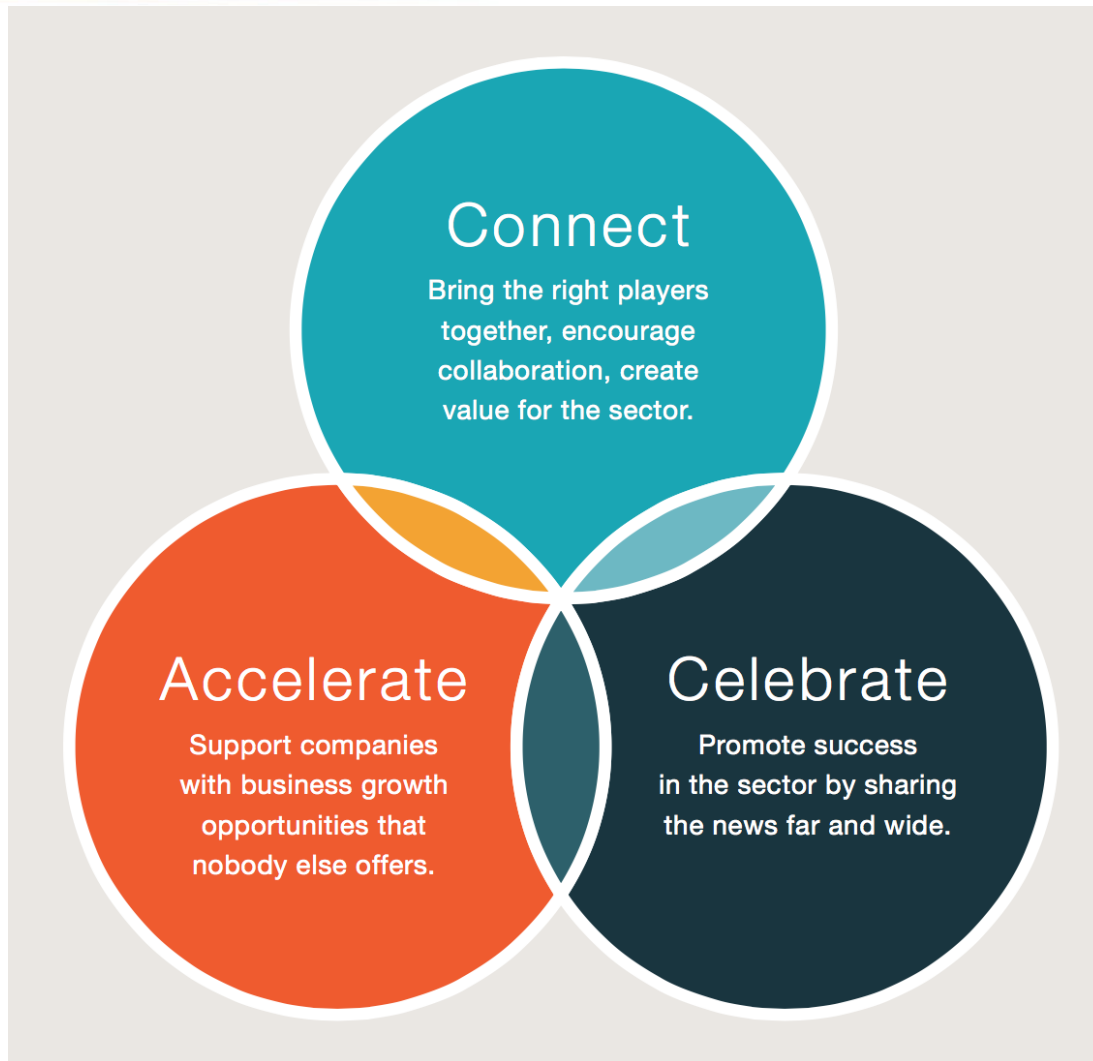 Connect
Bring the right players
together, encourage
collaboration, create
value for the sector.
Accelerate
Support companies
with business growth
opportunities that
nobody else offers.
Celebrate
Promote success
in the sector by sharing
the news far and wide.